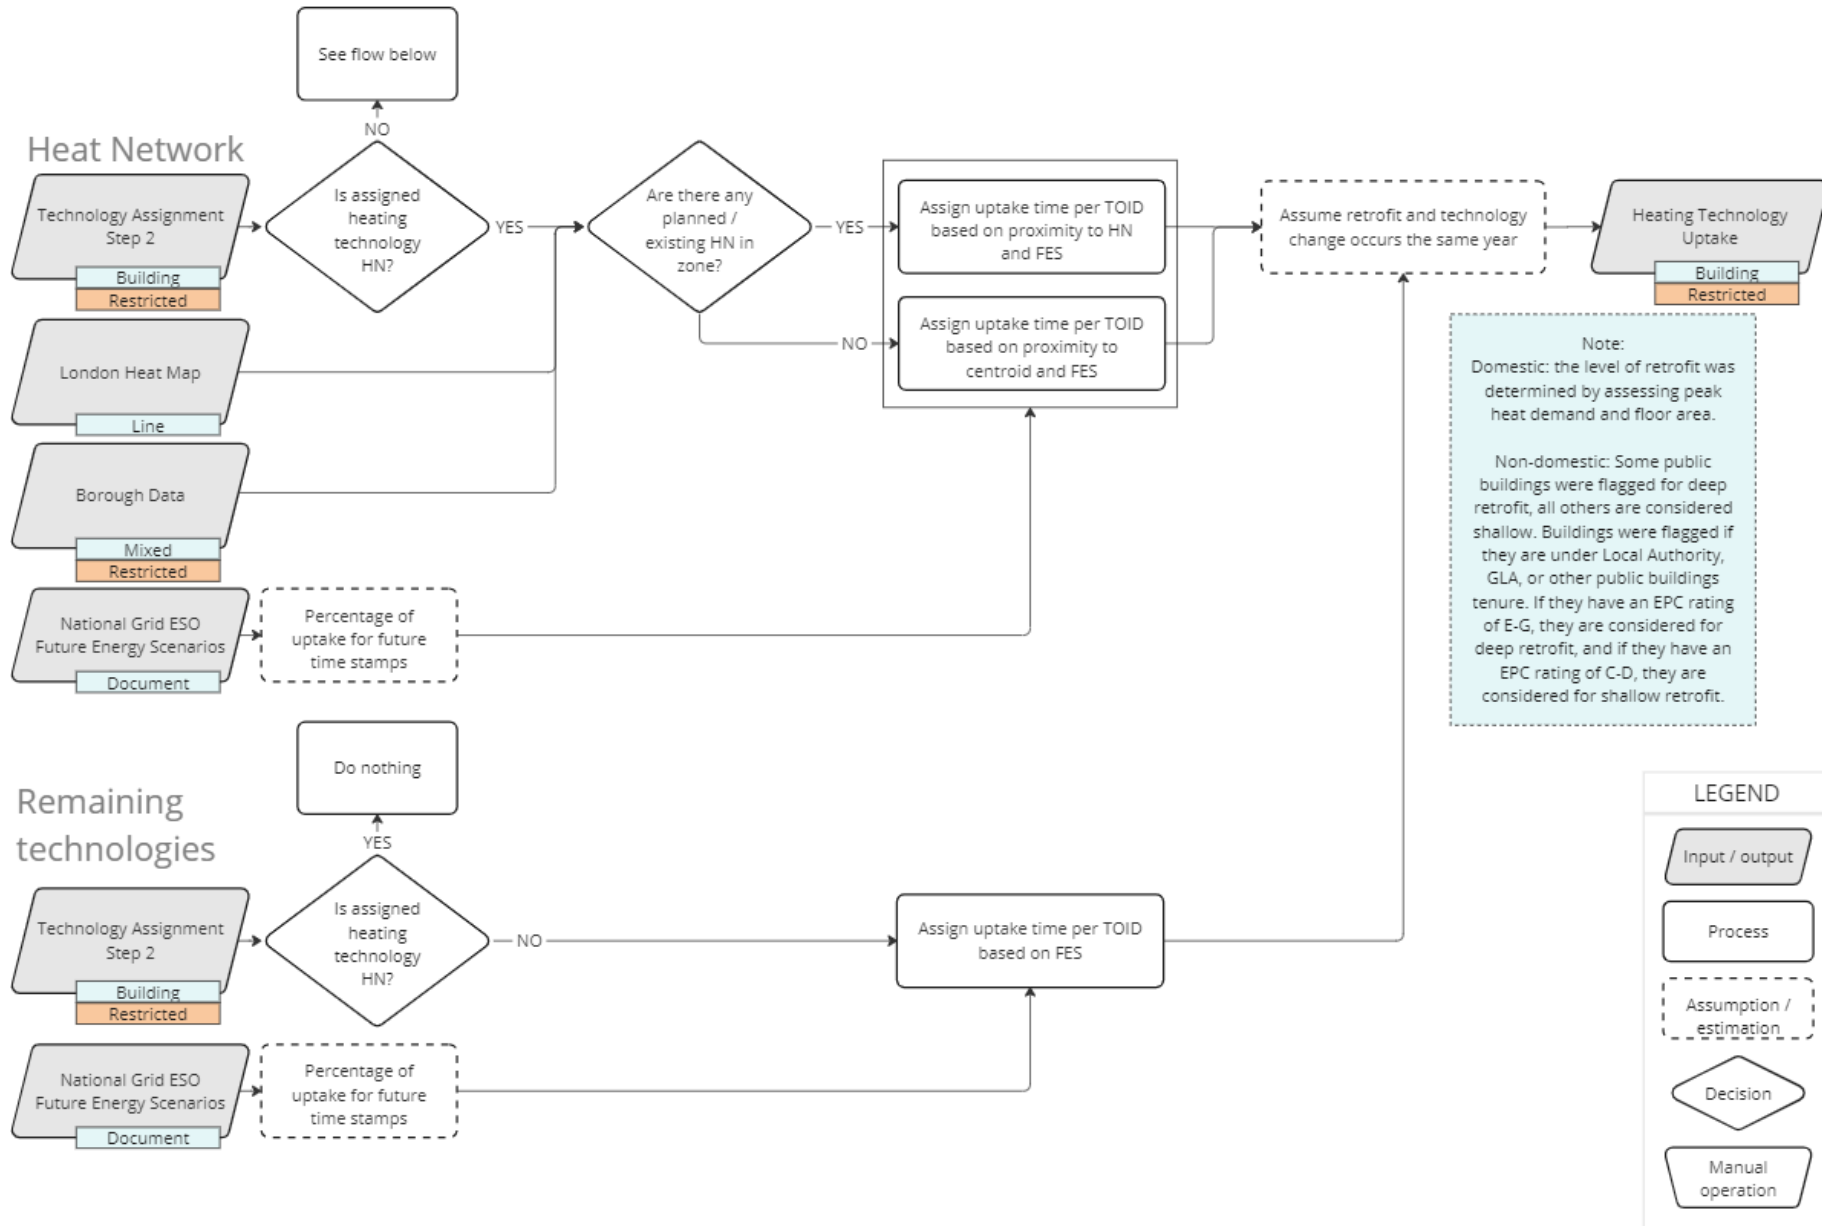 See flow below
NO
Heat Network
Technology Assignment
Step 2
Building
Restricted
Is assigned
heating
technology
HN?
YES
Are there any
planned /
existing HN in
zone?
YES
NO
Assign uptake time per TOID
based on proximity to HN
and FES
Assign uptake time per TOID
based on proximity to
centroid and FES
Assume retrofit and technology
change occurs the same year
Heating Technology
Uptake
Building
Restricted
London Heat Map
Line
Borough Data
Mixed
Restricted
National Grid ESO
Future Energy Scenarios
Document
Percentage of
uptake for future
time stamps
Note:
Domestic: the level of retrofit was
determined by assessing peak
heat demand and floor area.
Non-domestic: Some public
buildings were flagged for deep
retrofit, all others are considered
shallow. Buildings were flagged if
they are under Local Authority,
GLA, or other public buildings
tenure. If they have an EPC rating
of E-G, they are considered for
deep retrofit, and if they have an
EPC rating of C-D, they are
considered for shallow retrofit.
Do nothing
YES
Remaining
technologies
Technology Assignment
Step 2
Building
Restricted
Is assigned
heating
technology
HN?
NO
Assign uptake time per TOID
based on FES
National Grid ESO
Future Energy Scenarios
Document
Percentage of
uptake for future
time stamps
LEGEND
Input / output
Process
Assumption /
estimation
Decision
Manual
operation